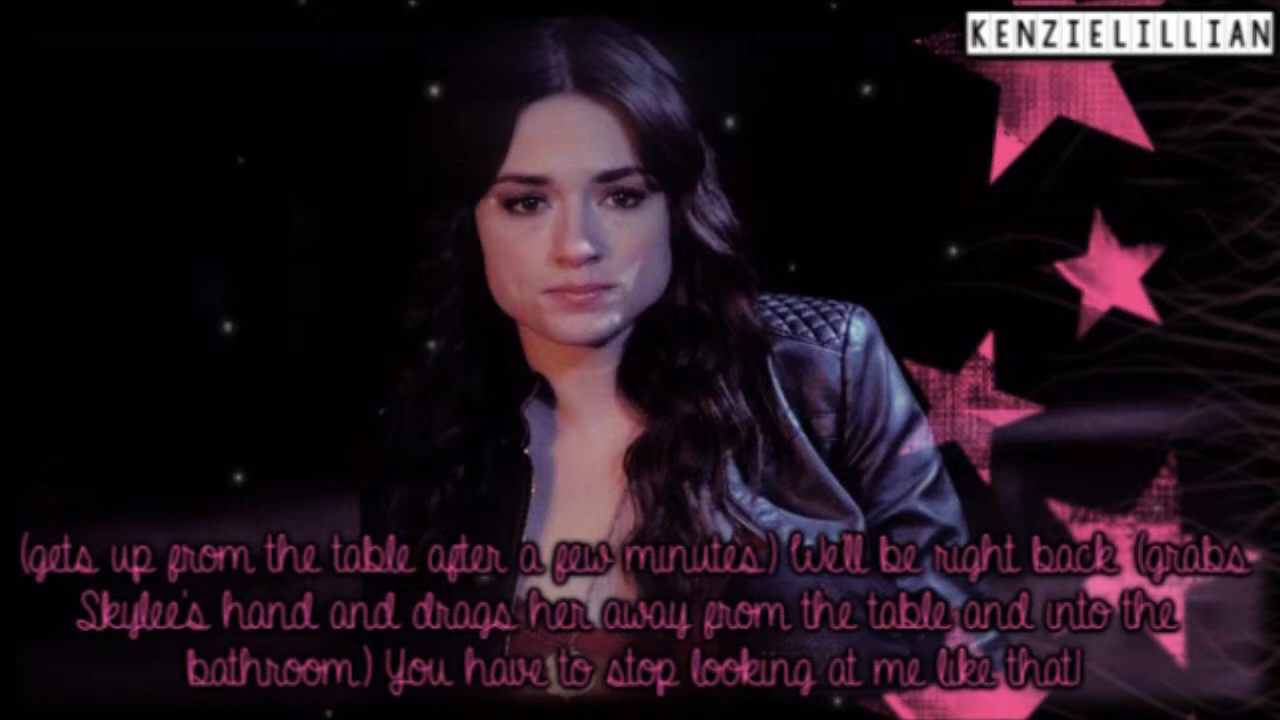 KENZIELILLIAN
(gets up from the table after a few minutes) We'll be right back (grabs
Skylee's hand and drags her away from the table and into the
bathroom) You have to stop looking at me like that!